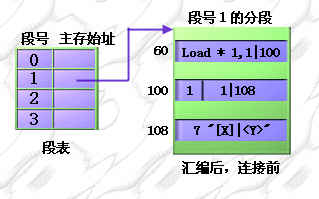 段号 主存始址
0
1
2
3
段表
段号1的分段
60 Load * 1,1|100
100 1 1|108
108 7 "[X]|<Y>"
汇编后，连接前